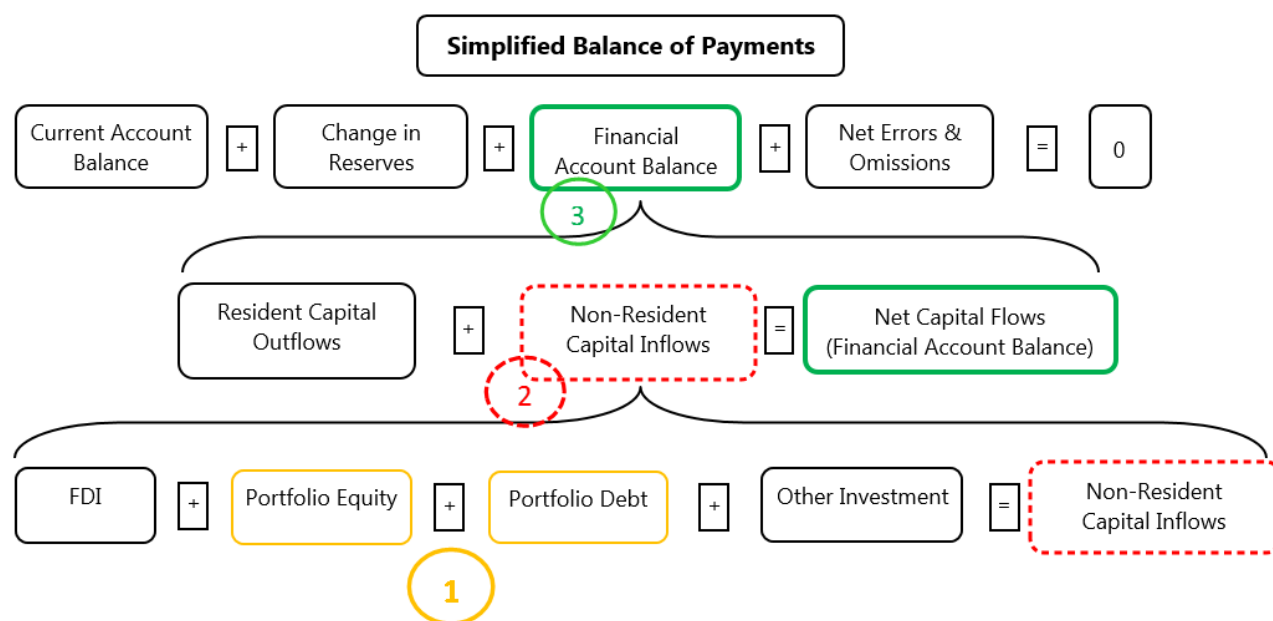 Simplified Balance of Payments
Current Account
Balance
+
Change in
Reserves
+
Financial
Account Balance
+
Net Errors &
Omissions
=
0
3
Resident Capital
Outflows
+
Non-Resident
Capital Inflows
=
Net Capital Flows
(Financial Account Balance)
2
FDI
+
Portfolio Equity
+
Portfolio Debt
+
Other Investment
=
Non-Resident
Capital Inflows
1